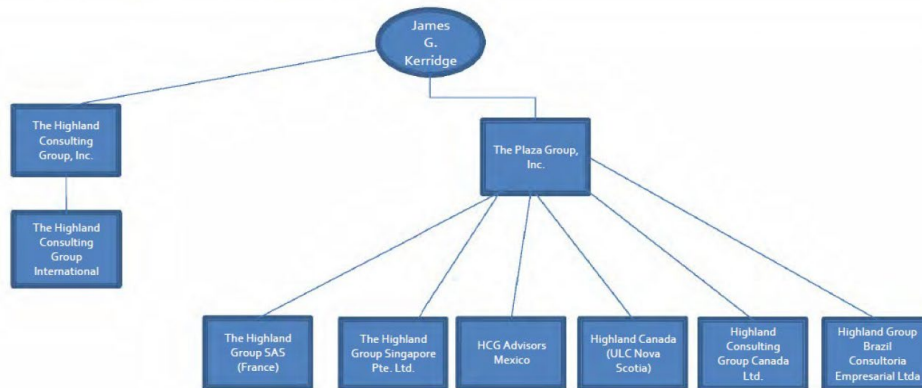 James
G.
Kerridge
The Highland
Consulting
Group, Inc.
The Plaza Group,
Inc.
The Highland
Consulting
Group
International
The Highland
Group SAS
(France)
The Highland
Group Singapore
Pte. Ltd.
HCG Advisors
Mexico
Highland Canada
(ULC Nova
Scotia)
Highland
Consulting
Group Canada
Ltd.
Highland Group
Brazil
Consultoria
Empresarial Ltda